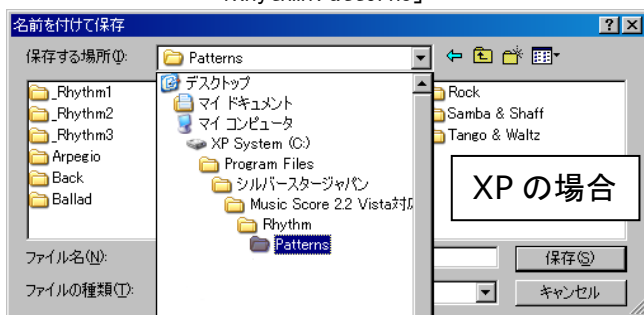 名前を付けて保存
保存する場所(I):
Patterns
デスクトップ
マイ ドキュメント
マイ コンピュータ
XP System (C:)
Program Files
シルバースタージャパン
Music Score 2.2 Vista対応
Rhythm
Patterns
_Rhythm1
_Rhythm2
_Rhythm3
Arpegio
Back
Ballad
Rock
Samba & Shaff
Tango & Waltz
XP の場合
ファイル名(N):
保存(S)
ファイルの種類(T):
キャンセル